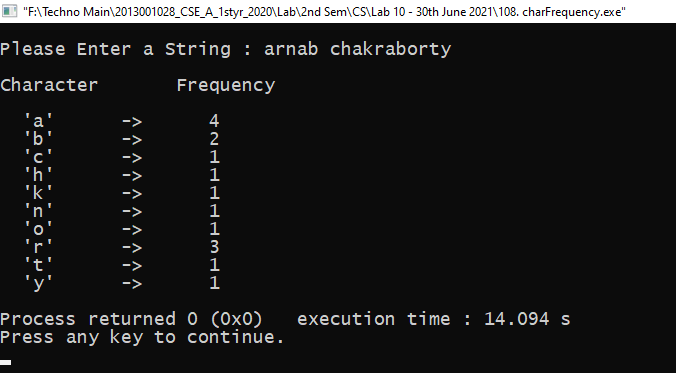 "F:\Techno Main\2013001028_CSE_A_1styr_2020\Lab\2nd Sem\CS\Lab 10 - 30th June 2021\108. charFrequency.exe"
Please Enter a String : arnab chakraborty
Character Frequency
'a' -> 4
'b' -> 2
'c' -> 1
'h' -> 1
'k' -> 1
'n' -> 1
'o' -> 1
'r' -> 3
't' -> 1
'y' -> 1
Process returned 0 (0x0) execution time : 14.094 s
Press any key to continue.